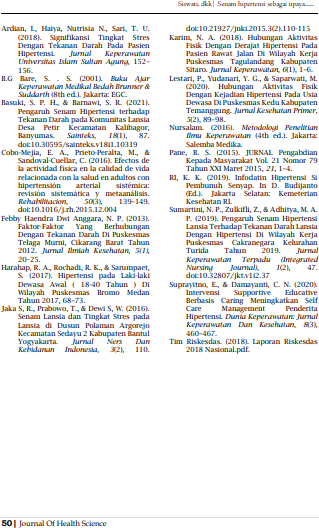 Siswati, dkk | Senam hipertensi sebagai upaya......
Ardian, I., Haiya, Nutrisia N., Sari, T. U.
(2018). Signifikansi Tingkat Stres
Dengan Tekanan Darah Pada Pasien
Hipertensi. Jurnal Keperawatan
Universitas Islam Sultan Agung, 152–
156.
B.G Bare, S. . S. (2001). Buku Ajar
Keperawatan Medikal Bedah Brunner &
Suddarth (8th ed.). Jakarta: EGC.
Basuki, S. P. H., & Barnawi, S. R. (2021).
Pengaruh Senam Hipertensi terhadap
Tekanan Darah pada Komunitas Lansia
Desa Petir Kecamatan Kalibagor,
Banyumas. Sainteks, 18(1), 87.
doi:10.30595/sainteks.v18i1.10319
Cobo-Mejía, E. A., Prieto-Peralta, M., &
Sandoval-Cuellar, C. (2016). Efectos de
la actividad física en la calidad de vida
relacionada con la salud en adultos con
hipertensión arterial sistémica:
revisión sistemática y metaanálisis.
Rehabilitacion, 50(3), 139–149.
doi:10.1016/j.rh.2015.12.004
Febby Haendra Dwi Anggara, N. P. (2013).
Faktor-Faktor Yang Berhubungan
Dengan Tekanan Darah Di Puskesmas
Telaga Murni, Cikarang Barat Tahun
2012. Jurnal Ilmiah Kesehatan, 5(1),
20–25.
Harahap, R. A., Rochadi, R. K., & Sarumpaet,
S. (2017). Hipertensi pada Laki-laki
Dewasa Awal ( 18-40 Tahun ) Di
Wilayah Puskesmas Bromo Medan
Tahun 2017, 68–73.
Jaka S, R., Prabowo, T., & Dewi S, W. (2016).
Senam Lansia dan Tingkat Stres pada
Lansia di Dusun Polaman Argorejo
Kecamatan Sedayu 2 Kabupaten Bantul
Yogyakarta. Jurnal Ners Dan
Kebidanan Indonesia, 3(2), 110.
doi:10.21927/jnki.2015.3(2).110-115
Karim, N. A. (2018). Hubungan Aktivitas
Fisik Dengan Derajat Hipertensi Pada
Pasien Rawat Jalan Di Wilayah Kerja
Puskesmas Tagulandang Kabupaten
Sitaro. Jurnal Keperawatan, 6(1), 1–6.
Lestari, P., Yudanari, Y. G., & Saparwati, M.
(2020). Hubungan Aktivitas Fisik
Dengan Kejadian Hipertensi Pada Usia
Dewasa Di Puskesmas Kedu Kabupaten
Temanggung. Jurnal Kesehatan Primer,
5(2), 89–98.
Nursalam. (2016). Metodologi Penelitian
Ilmu Keperawatan (4th ed.). Jakarta:
Salemba Medika.
Pane, B. S. (2015). JURNAL Pengabdian
Kepada Masyarakat Vol. 21 Nomor 79
Tahun XXI Maret 2015, 21, 1–4.
RI, K. K. (2019). Infodatin Hipertensi Si
Pembunuh Senyap. In D. Budijanto
(Ed.). Jakarta Selatan: Kementerian
Kesehatan RI.
Sumartini, N. P., Zulkifli, Z., & Adhitya, M. A.
P. (2019). Pengaruh Senam Hipertensi
Lansia Terhadap Tekanan Darah Lansia
Dengan Hipertensi Di Wilayah Kerja
Puskesmas Cakranegara Kelurahan
Turida Tahun 2019. Jurnal
Keperawatan Terpadu (Integrated
Nursing Journal), 1(2), 47.
doi:10.32807/jkt.v1i2.37
Suprayitno, E., & Damayanti, C. N. (2020).
Intervensi Supportive Educative
Berbasis Caring Meningkatkan Self
Care Management Penderita
Hipertensi. Dunia Keperawatan: Jurnal
Keperawatan Dan Kesehatan, 8(3),
460–467.
Tim Riskesdas. (2018). Laporan Riskesdas
2018 Nasional.pdf.
50 | Journal Of Health Science